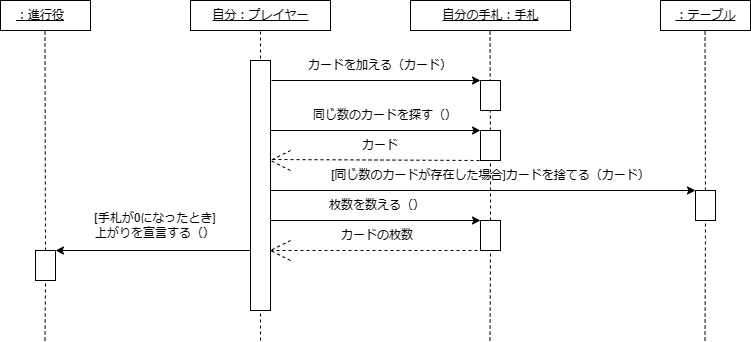 ：進行役
自分：プレイヤー
自分の手札：手札
：テーブル
カードを加える（カード）
同じ数のカードを探す（）
カード
[同じ数のカードが存在した場合]カードを捨てる（カード）
枚数を数える（）
[手札が0になったとき]
上がりを宣言する（）
カードの枚数